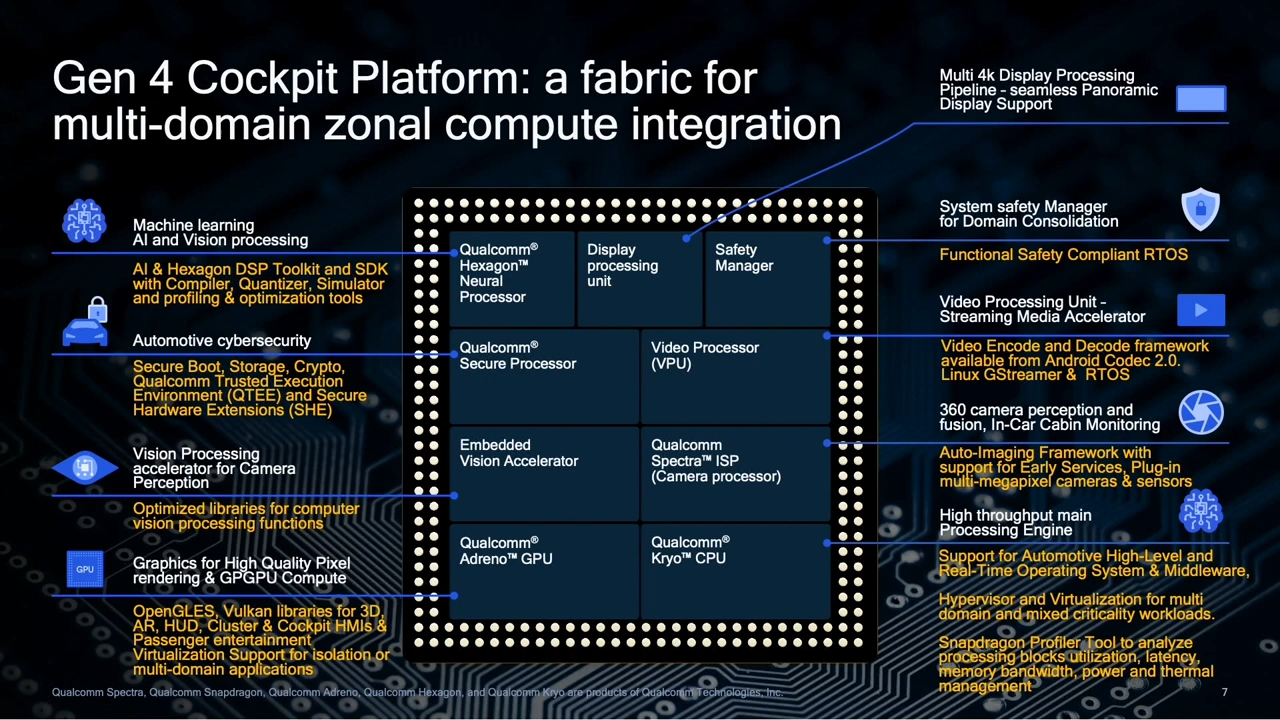 Gen 4 Cockpit Platform: a fabric for
multi-domain zonal compute integration
Multi 4k Display Processing
Pipeline - seamless Panoramic
Display Support
Machine learning
AI and Vision processing
AI & Hexagon DSP Toolkit and SDK
with Compiler, Quantizer, Simulator
and profiling & optimization tools
Automotive cybersecurity
Secure Boot, Storage, Crypto,
Qualcomm Trusted Execution
Environment (QTEE) and Secure
Hardware Extensions (SHE)
Vision Processing
accelerator for Camera
Perception
Optimized libraries for computer
vision processing functions
GPU
Graphics for High Quality Pixel
rendering & GPGPU Compute
OpenGLES, Vulkan libraries for 3D,
AR, HUD, Cluster & Cockpit HMIs &
Passenger entertainment
Virtualization Support for isolation or
multi-domain applications
Qualcomm®
Hexagon™
Neural
Processor
Display
processing
unit
Safety
Manager
Qualcomm®
Secure Processor
Video Processor
(VPU)
Embedded
Vision Accelerator
Qualcomm
Spectra™ ISP
(Camera processor)
Qualcomm®
Adreno™ GPU
Qualcomm®
Kryo™ CPU
System safety Manager
for Domain Consolidation
Functional Safety Compliant RTOS
Video Processing Unit -
Streaming Media Accelerator
Video Encode and Decode framework
available from Android Codec 2.0.
Linux GStreamer & RTOS
360 camera perception and
fusion, In-Car Cabin Monitoring
Auto-Imaging Framework with
support for Early Services, Plug-in
multi-megapixel cameras & sensors
High throughput main
Processing Engine
Support for Automotive High-Level and
Real-Time Operating System & Middleware,
Hypervisor and Virtualization for multi
domain and mixed criticality workloads.
Snapdragon Profiler Tool to analyze
processing blocks utilization, latency,
memory bandwidth, power and thermal
management
Qualcomm Spectra, Qualcomm Snapdragon, Qualcomm Adreno, Qualcomm Hexagon, and Qualcomm Kryo are products of Qualcomm Technologies, Inc.
7